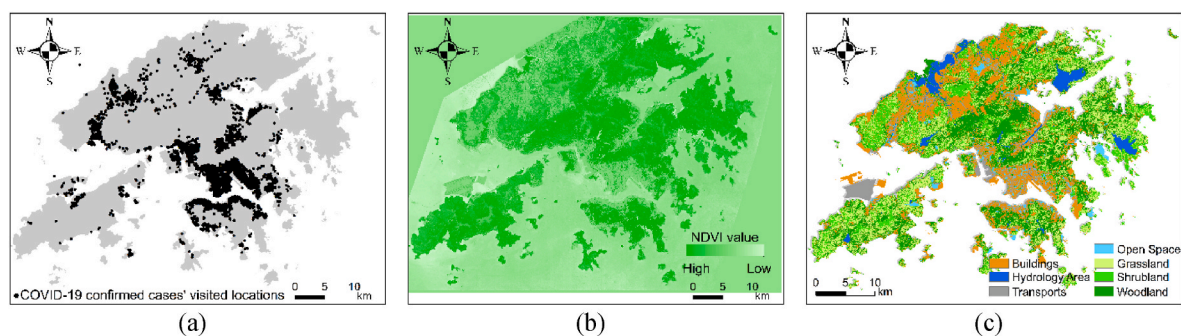 N
W E
S
•COVID-19 confirmed cases' visited locations
0 5 10
km
(a)
N
W E
S
NDVI value
High Low
0 5 10
km
(b)
N
W E
S
Open Space
Buildings Grassland
Hydrology Area Shrubland
Transports Woodland
0 5 10
km
(c)